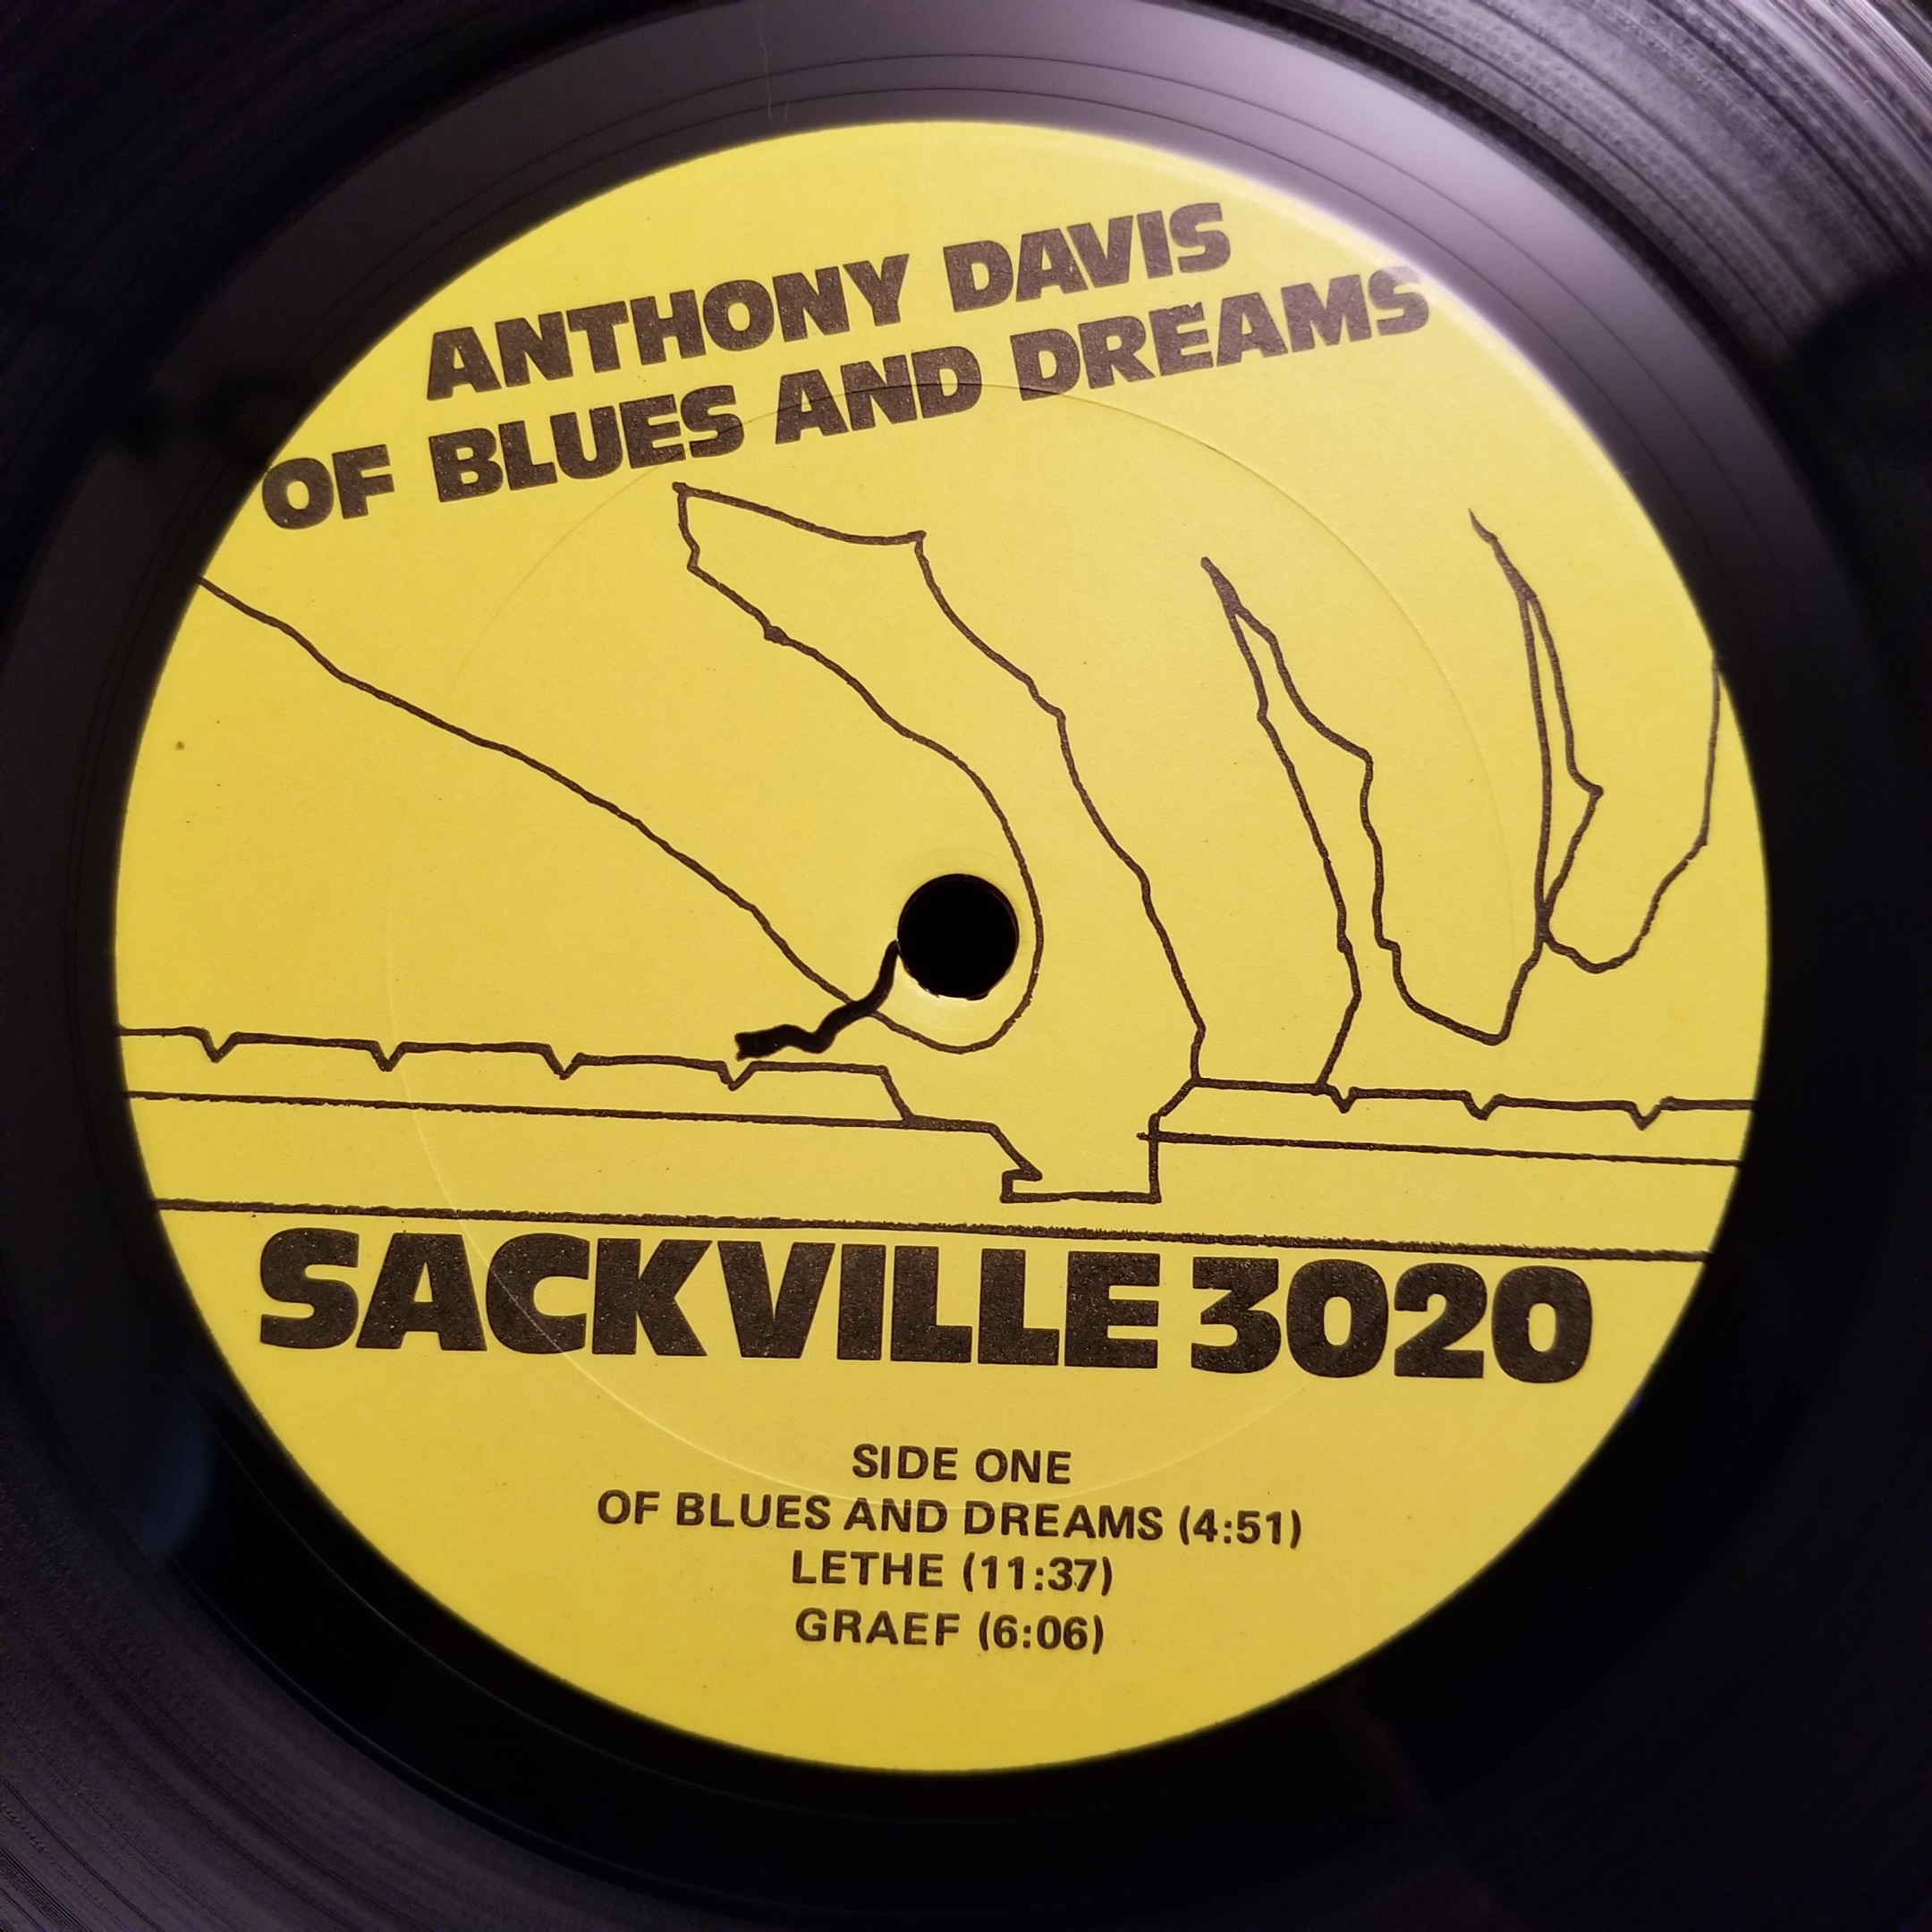 ANTHONY DAVIS
OF BLUES AND DREAMS
SACKVILLE 3020
SIDE ONE
OF BLUES AND DREAMS (4:51)
LETHE (11:37)
GRAEF (6:06)